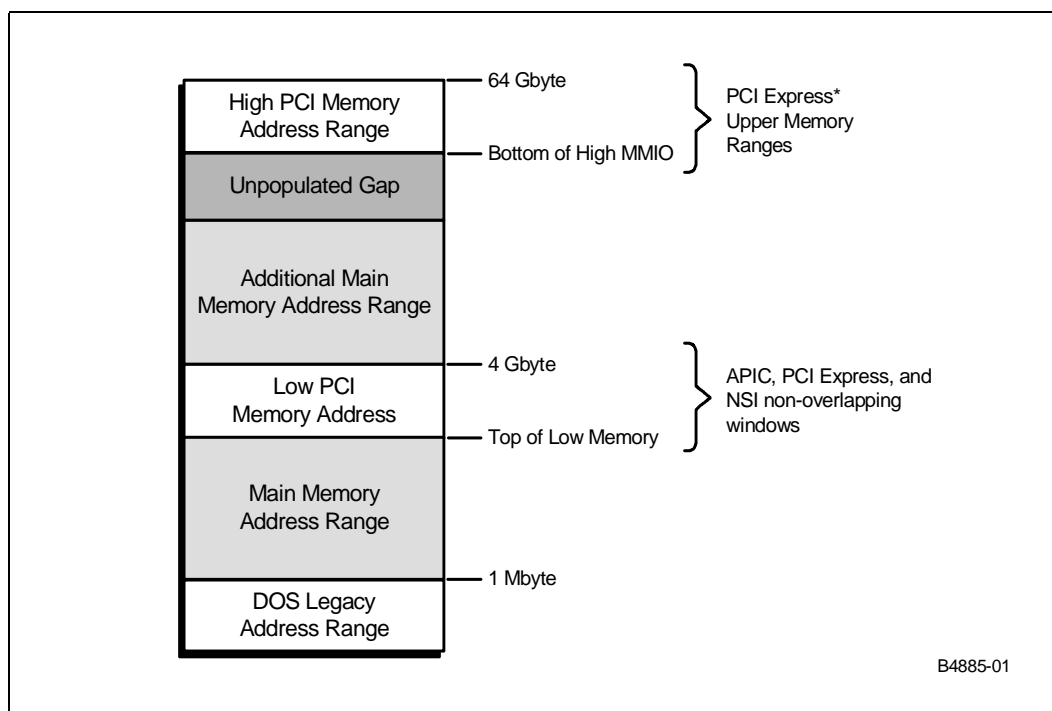 64 Gbyte
High PCI Memory
Address Range
PCI Express*
Upper Memory
Ranges
Bottom of High MMIO
Unpopulated Gap
Additional Main
Memory Address Range
4 Gbyte
Low PCI
Memory Address
APIC, PCI Express, and
NSI non-overlapping
windows
Top of Low Memory
Main Memory
Address Range
1 Mbyte
DOS Legacy
Address Range
B4885-01